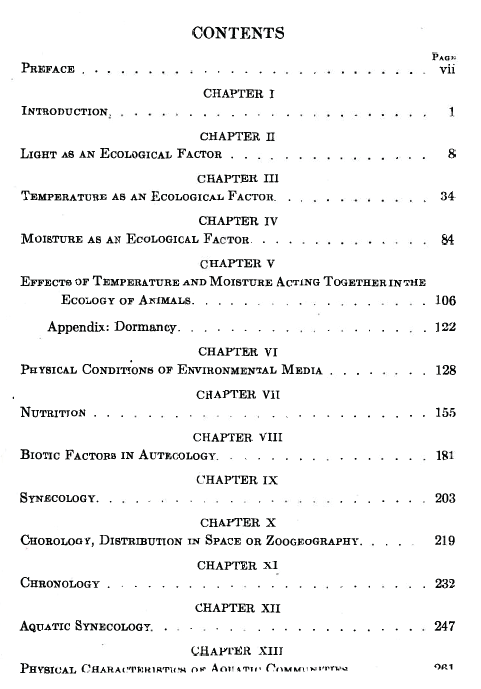 CONTENTS
PAGE
PREFACE . . . . . . . . . . . . . . . . . . . . . . . vii
CHAPTER I
INTRODUCTION . . . . . . . . . . . . . . . . . . . . 1
CHAPTER II
LIGHT AS AN ECOLOGICAL FACTOR . . . . . . . . . . . . . 8
CHAPTER III
TEMPERATURE AS AN ECOLOGICAL FACTOR . . . . . . . . . . 34
CHAPTER IV
MOISTURE AS AN ECOLOGICAL FACTOR . . . . . . . . . . . 84
CHAPTER V
EFFECTS OF TEMPERATURE AND MOISTURE ACTING TOGETHER IN THE
ECOLOGY OF ANIMALS . . . . . . . . . . . . . . . . 106
Appendix: Dormancy . . . . . . . . . . . . . . . . . 122
CHAPTER VI
PHYSICAL CONDITIONS OF ENVIRONMENTAL MEDIA . . . . . . . . 128
CHAPTER VII
NUTRITION . . . . . . . . . . . . . . . . . . . . . . 155
CHAPTER VIII
BIOTIC FACTORS IN AUTECOLOGY . . . . . . . . . . . . . 181
CHAPTER IX
SYNECOLOGY . . . . . . . . . . . . . . . . . . . . . 203
CHAPTER X
CHOROLOGY, DISTRIBUTION IN SPACE OR ZOOGEOGRAPHY . . . . . 219
CHAPTER XI
CHRONOLOGY . . . . . . . . . . . . . . . . . . . . . 232
CHAPTER XII
AQUATIC SYNECOLOGY . . . . . . . . . . . . . . . . . . 247
CHAPTER XIII
PHYSICAL CHARACTERISTICS OF AQUATIC COMMUNITIES 261